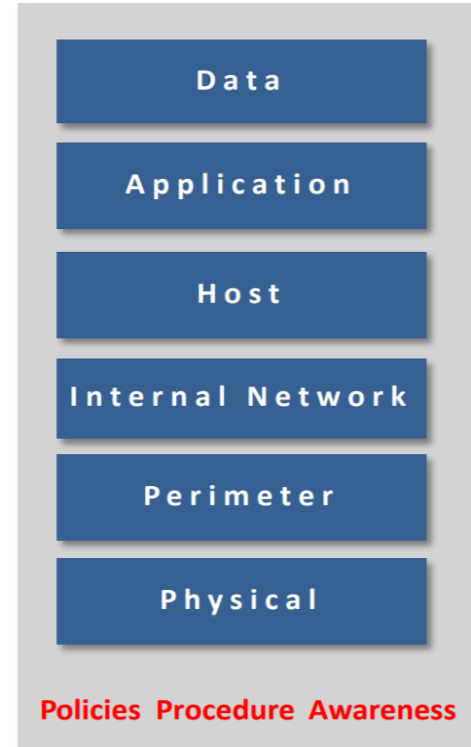 Data
Application
Host
Internal Network
Perimeter
Physical
Policies Procedure Awareness